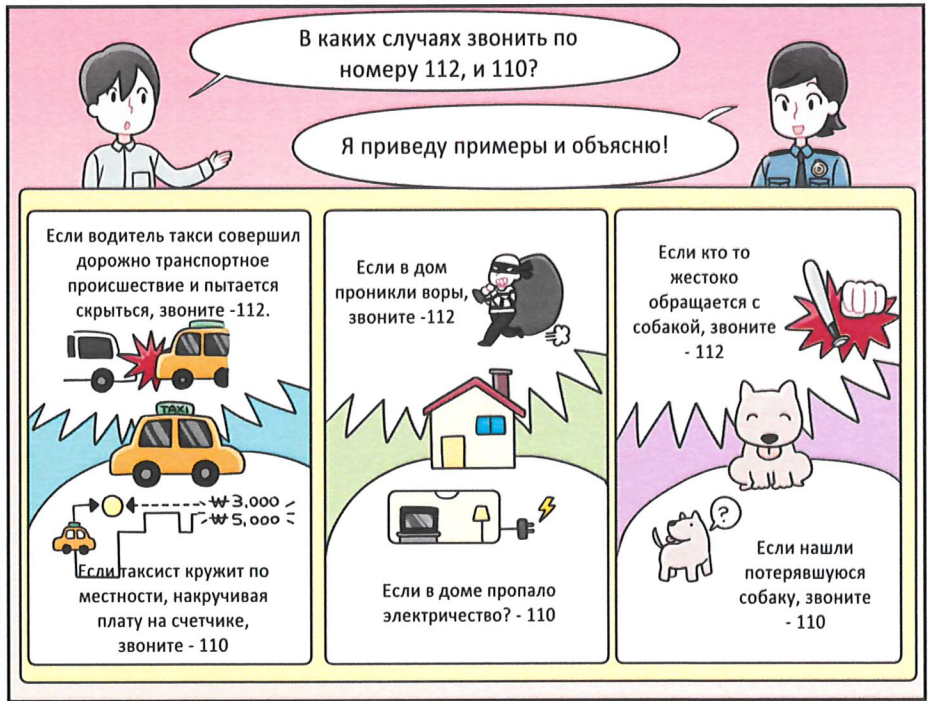 В каких случаях звонить по
номеру 112, и 110?
Я приведу примеры и объясню!
Если водитель такси совершил
дорожно транспортное
происшествие и пытается
скрыться, звоните -112.
TAXI
₩3,000
₩5,000
Если таксист кружит по
местности, накручивая
плату на счетчике,
звоните - 110
Если в дом
проникли воры,
звоните -112
Если в доме пропало
электричество? - 110
Если кто то
жестоко
обращается с
собакой, звоните
- 112
?
Если нашли
потерявшуюся
собаку, звоните
- 110